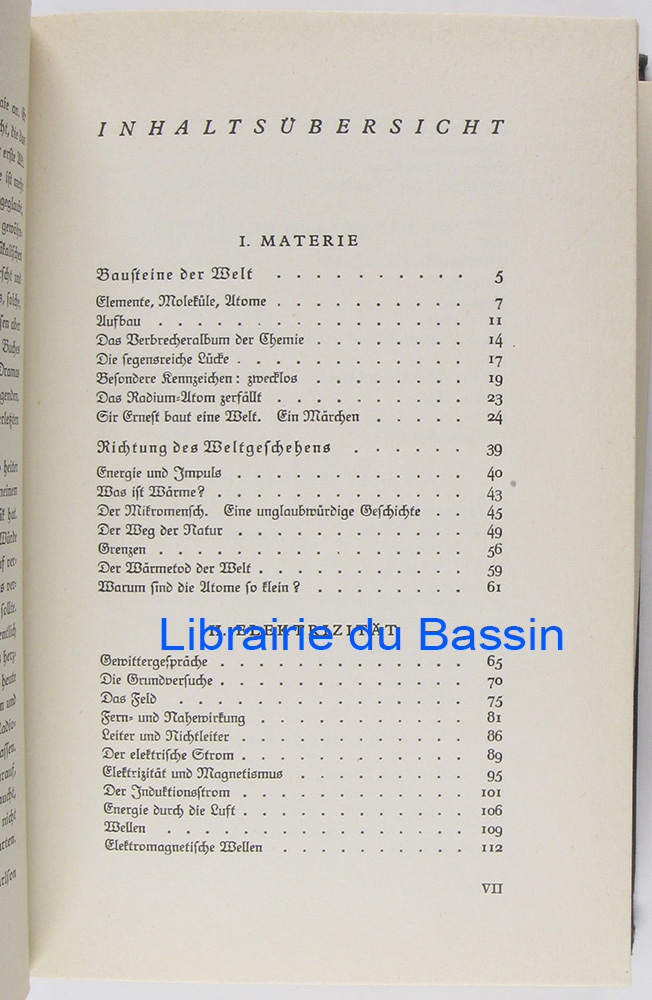 INHALTSÜBERSICHT
I. MATERIE
Bausteine der Welt . . . . . . . . . . 5
Elemente, Moleküle, Atome . . . . . . . . . . 7
Aufbau . . . . . . . . . . . . . . . . 11
Das Verbrecheralbum der Chemie . . . . . . . . 14
Die segensreiche Lücke . . . . . . . . . . . . 17
Besondere Kennzeichen: zwecklos . . . . . . . . 19
Das Radium=Atom zerfällt . . . . . . . . . . 23
Sir Ernest baut eine Welt. Ein Märchen . . . . . 24
Richtung des Weltgeschehens . . . . . . 39
Energie und Impuls . . . . . . . . . . . . 40
Was ist Wärme? . . . . . . . . . . . . . 43
Der Mikromensch. Eine unglaubwürdige Geschichte . . 45
Der Weg der Natur . . . . . . . . . . . . 49
Grenzen . . . . . . . . . . . . . . . . 56
Der Wärmetod der Welt . . . . . . . . . . . 59
Warum sind die Atome so klein? . . . . . . . . 61
II. ELEKTRIZITÄT
Librairie du Bassin
Gewittergespräche . . . . . . . . . . . . . 65
Die Grundversuche . . . . . . . . . . . . . 70
Das Feld . . . . . . . . . . . . . . . 75
Fern= und Nahewirkung . . . . . . . . . . . 81
Leiter und Nichtleiter . . . . . . . . . . . . 86
Der elektrische Strom . . . . . . . . . . . . 89
Elektrizität und Magnetismus . . . . . . . . . 95
Der Induktionsstrom . . . . . . . . . . . . 101
Energie durch die Luft . . . . . . . . . . . . 106
Wellen . . . . . . . . . . . . . . . 109
Elektromagnetische Wellen . . . . . . . . . . 112
VII